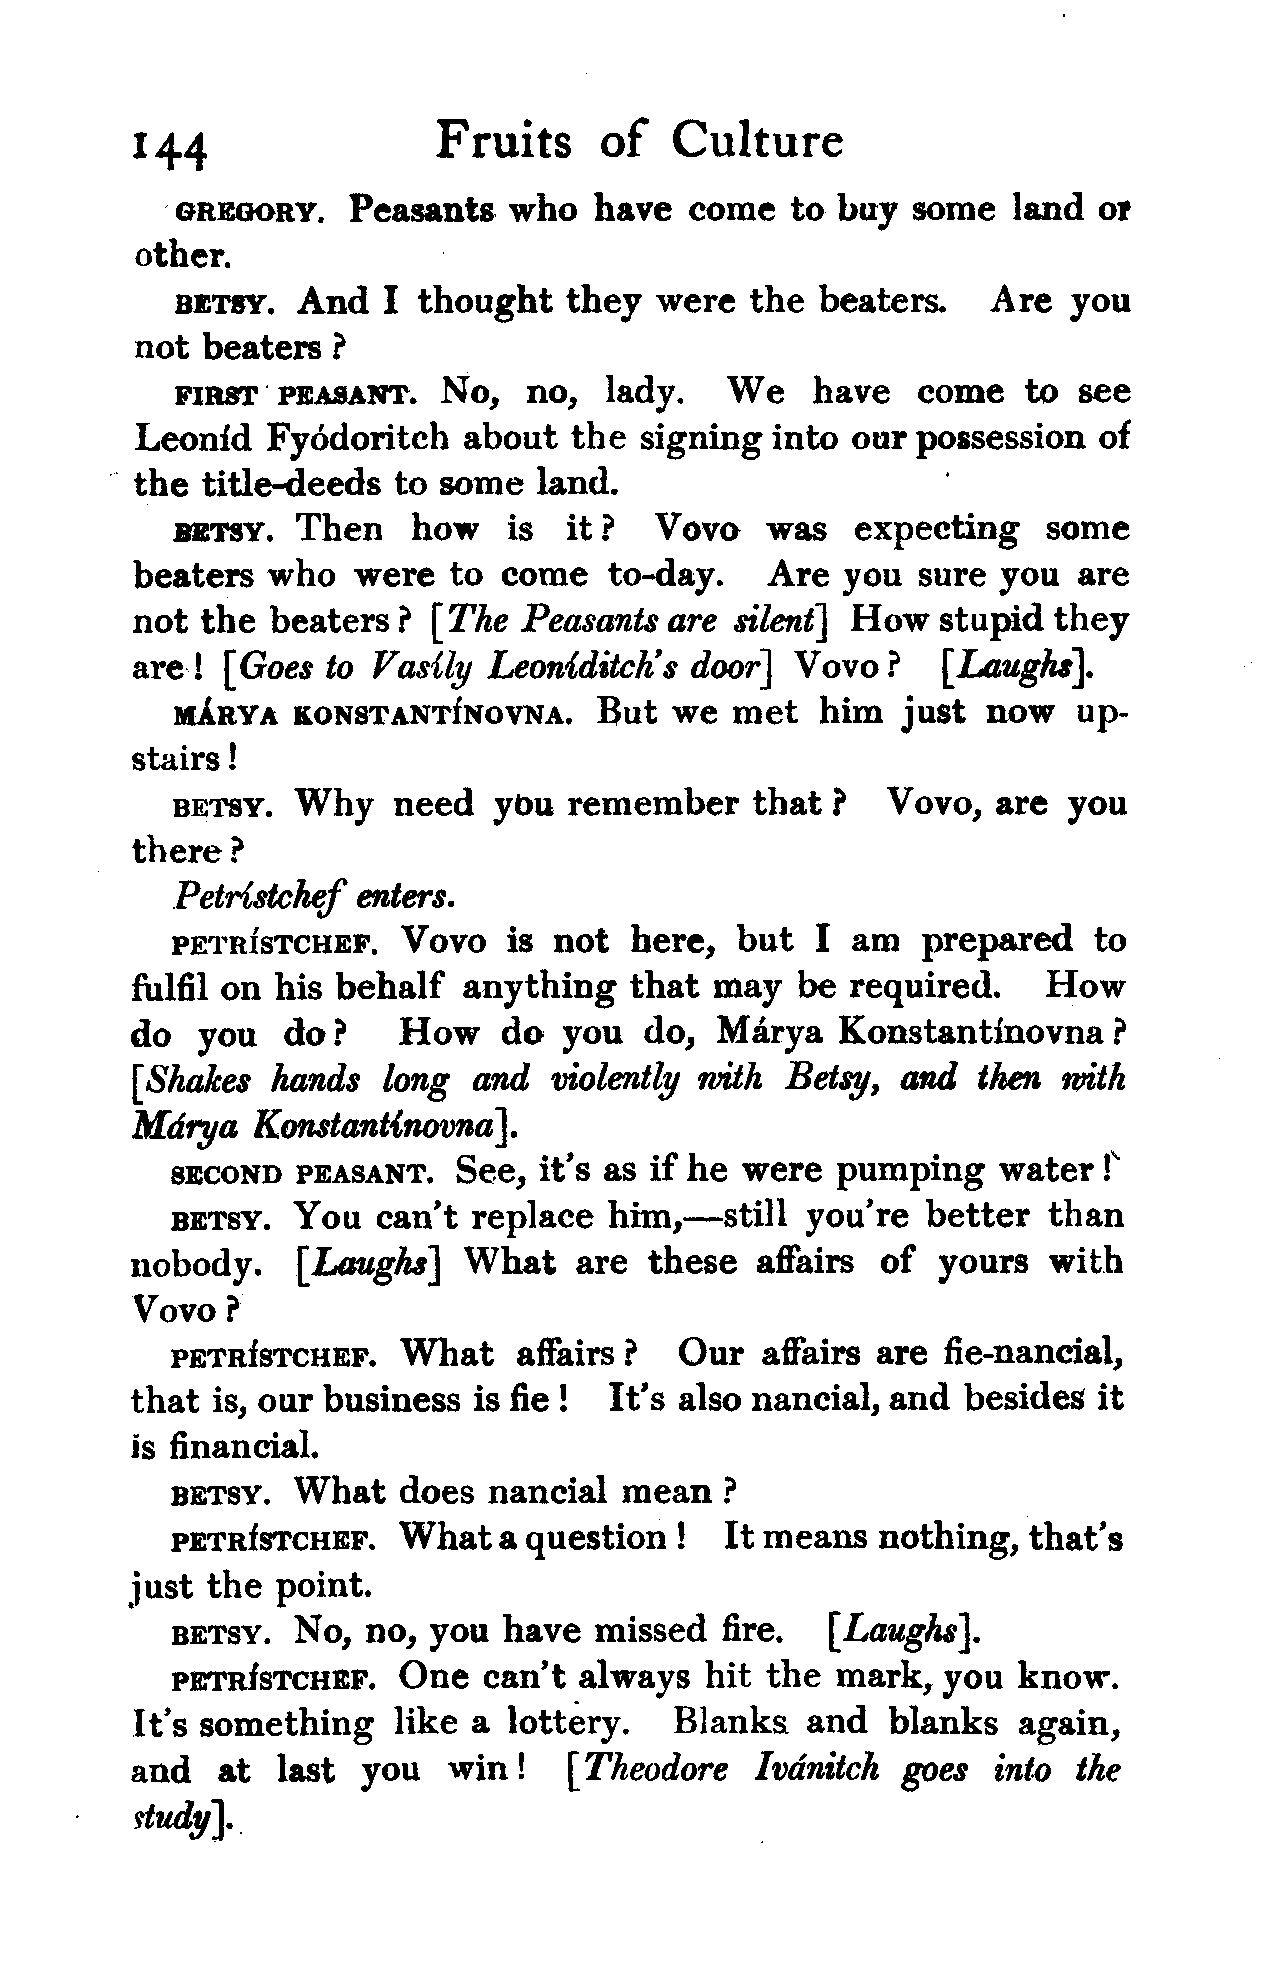 144 Fruits of Culture
GREGORY. Peasants who have come to buy some land or
other.
BETSY. And I thought they were the beaters. Are you
not beaters ?
FIRST PEASANT. No, no, lady. We have come to see
Leoníd Fyódoritch about the signing into our possession of
the title-deeds to some land.
BETSY. Then how is it ? Vovo was expecting some
beaters who were to come to-day. Are you sure you are
not the beaters ? [The Peasants are silent] How stupid they
are ! [Goes to Vasíly Leoníditch's door] Vovo ? [Laughs].
MÁRYA KONSTANTÍNOVNA. But we met him just now up-
stairs !
BETSY. Why need you remember that ? Vovo, are you
there ?
Petrístchef enters.
PETRÍSTCHEF. Vovo is not here, but I am prepared to
fulfil on his behalf anything that may be required. How
do you do ? How do you do, Márya Konstantínovna ?
[Shakes hands long and violently with Betsy, and then with
Márya Konstantínovna].
SECOND PEASANT. See, it's as if he were pumping water !
BETSY. You can't replace him,—still you're better than
nobody. [Laughs] What are these affairs of yours with
Vovo ?
PETRÍSTCHEF. What affairs ? Our affairs are fie-nancial,
that is, our business is fie ! It's also nancial, and besides it
is financial.
BETSY. What does nancial mean ?
PETRÍSTCHEF. What a question ! It means nothing, that's
just the point.
BETSY. No, no, you have missed fire. [Laughs].
PETRÍSTCHEF. One can't always hit the mark, you know.
It's something like a lottery. Blanks and blanks again,
and at last you win ! [Theodore Ivánitch goes into the
study].